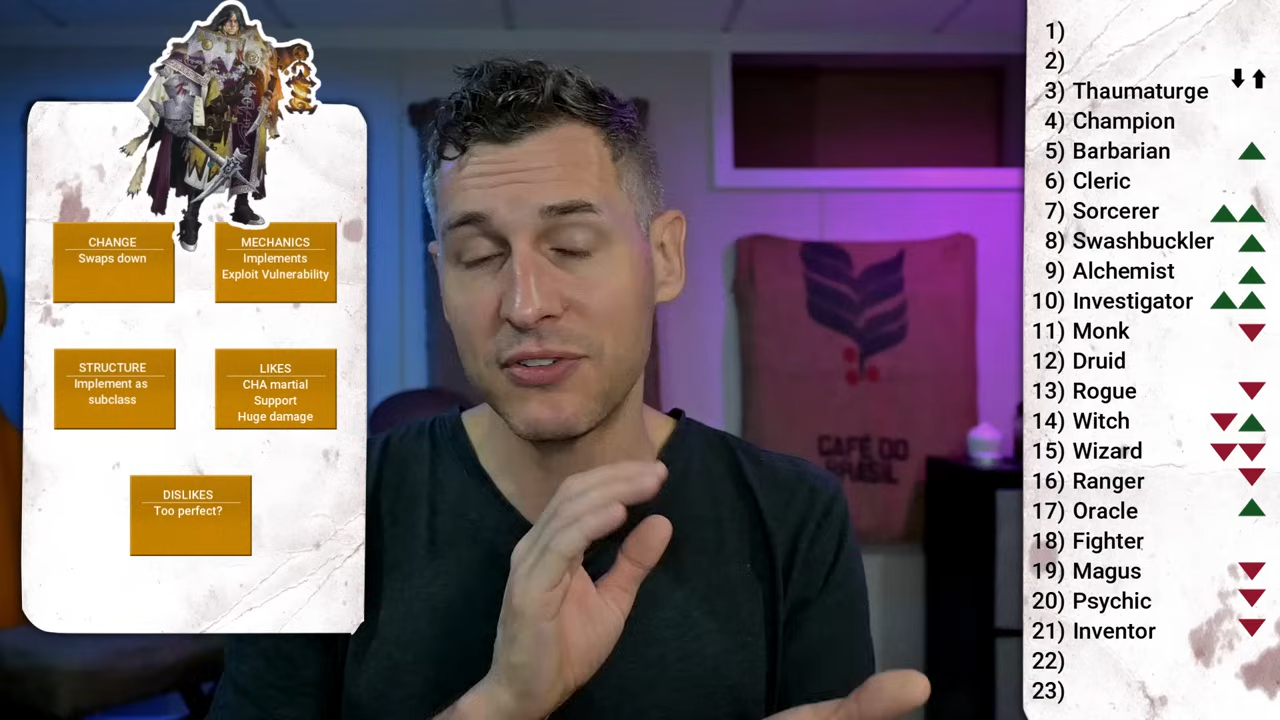 CHANGE
Swaps down
MECHANICS
Implements
Exploit Vulnerability
STRUCTURE
Implement as
subclass
LIKES
CHA martial
Support
Huge damage
DISLIKES
Too perfect?
CAFÉ DO
BRASIL
1)
2)
3) Thaumaturge
4) Champion
5) Barbarian
6) Cleric
7) Sorcerer
8) Swashbuckler
9) Alchemist
10) Investigator
11) Monk
12) Druid
13) Rogue
14) Witch
15) Wizard
16) Ranger
17) Oracle
18) Fighter
19) Magus
20) Psychic
21) Inventor
22)
23)